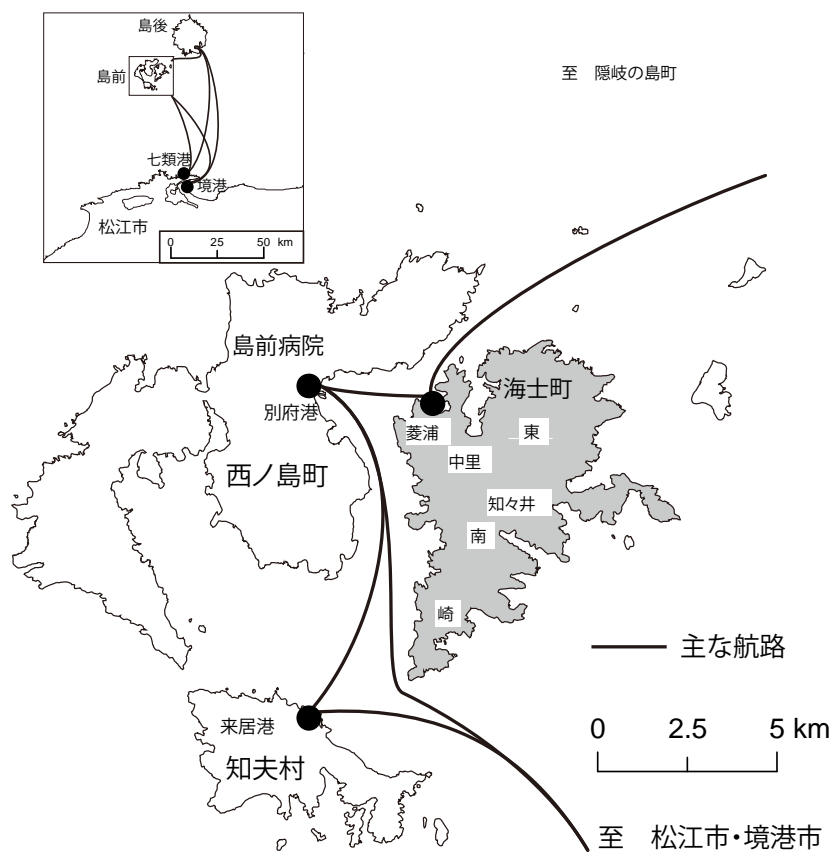 島後
島前
七類港
境港
松江市
0 25 50 km
至 隠岐の島町
島前病院
別府港
海士町
菱浦
東
中里
西ノ島町
知々井
南
崎
主な航路
来居港
知夫村
0 2.5 5 km
至 松江市・境港市